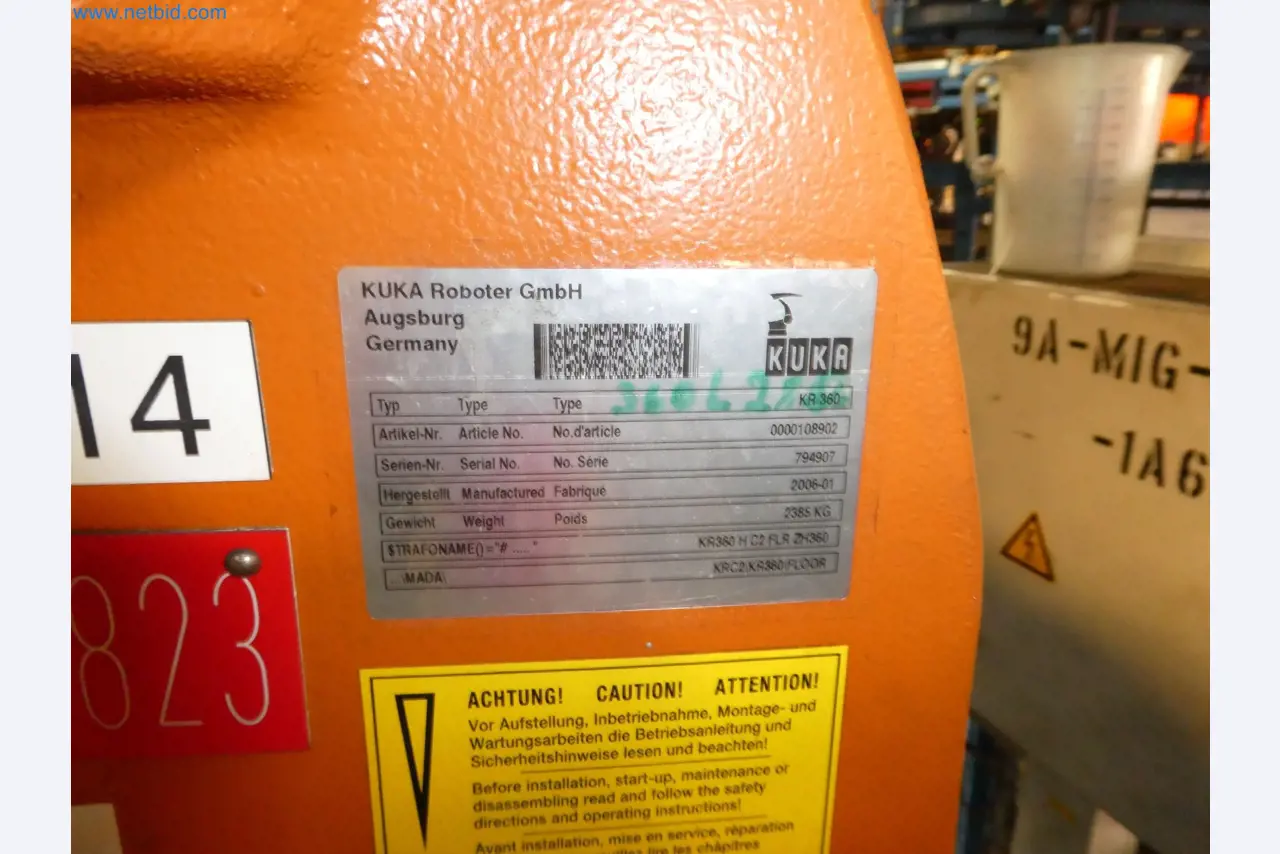 www.netbid.com
KUKA Roboter GmbH
Augsburg
Germany
KUKA
Typ Type Type KR 360
Artikel-Nr. Article No. No.d'article 0000108902
Serien-Nr. Serial No. No. Série 794907
Hergestellt Manufactured Fabriqué 2006-01
Gewicht Weight Poids 2385 KG
$TRAFONAME()="# ....." KR360 H C2 FLR ZH360
...\MADA\ KRC2\KR360\FLOOR
14
823
9A-MIG-
-1A6
ACHTUNG! CAUTION! ATTENTION!
Vor Aufstellung, Inbetriebnahme, Montage- und
Wartungsarbeiten die Betriebsanleitung und
Sicherheitshinweise lesen und beachten!
Before installation, start-up, maintenance or
disassembling read and follow the safety
directions and operating instructions!
Avant installation, mise en service, réparation
lire les chapitres